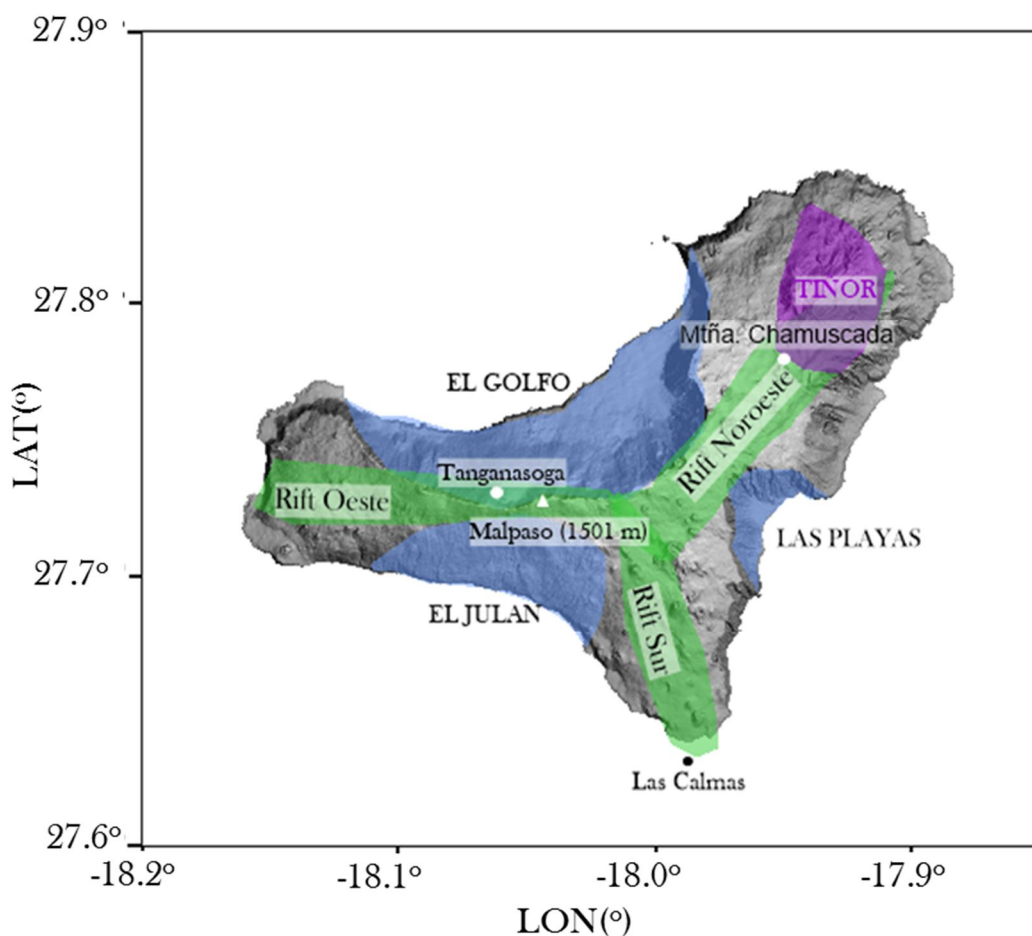 27.9°
27.8°
TIÑOR
Mtña. Chamuscada
EL GOLFO
Rift Noroeste
Tanganasoga
Rift Oeste
Malpaso (1501 m)
LAS PLAYAS
27.7°
EL JULAN
Rift Sur
Las Calmas
27.6°
-18.2°
-18.1°
-18.0°
-17.9°
LAT(º)
LON(º)